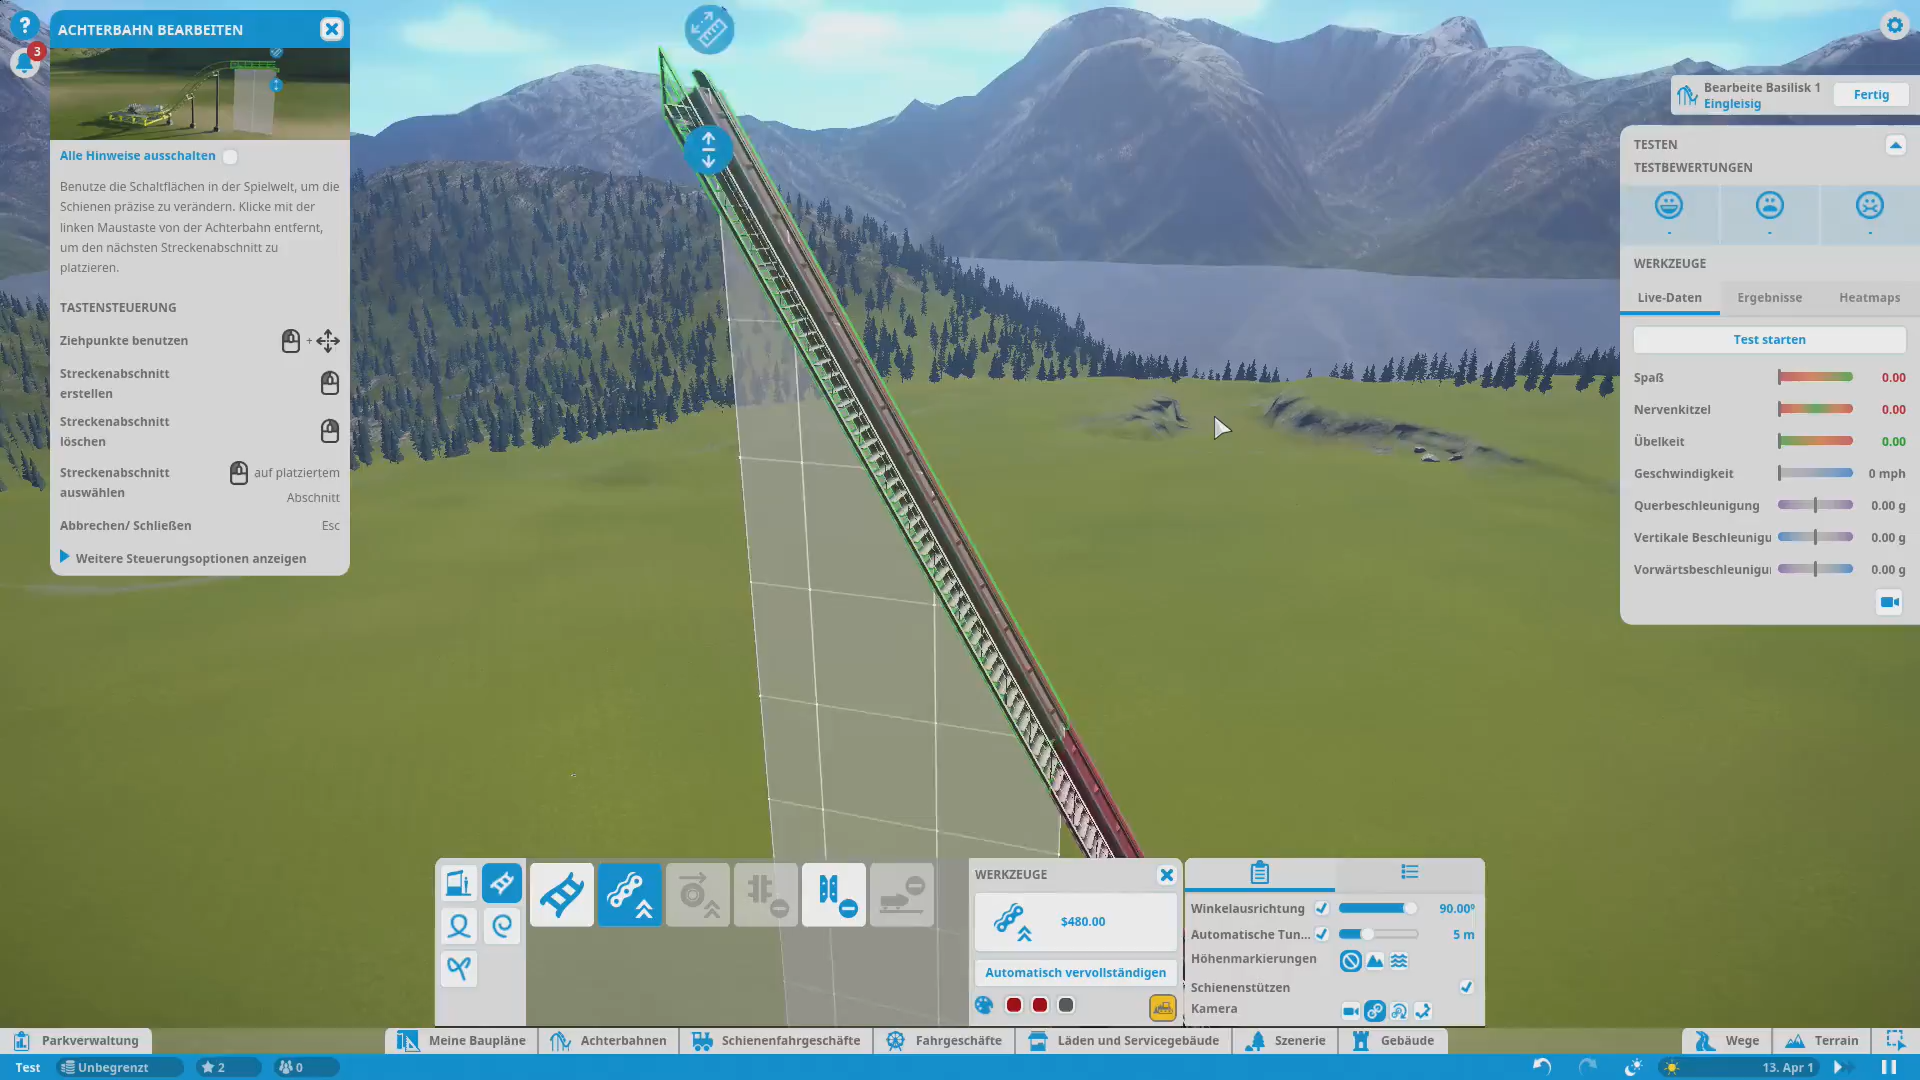 ACHTERBAHN BEARBEITEN
3
Alle Hinweise ausschalten
Benutze die Schaltflächen in der Spielwelt, um die
Schienen präzise zu verändern. Klicke mit der
linken Maustaste von der Achterbahn entfernt,
um den nächsten Streckenabschnitt zu
platzieren.
TASTENSTEUERUNG
Ziehpunkte benutzen +
Streckenabschnitt
erstellen
Streckenabschnitt
löschen
Streckenabschnitt
auswählen
auf platziertem
Abschnitt
Abbrechen/ Schließen Esc
Weitere Steuerungsoptionen anzeigen
Bearbeite Basilisk 1
Eingleisig
Fertig
TESTEN
TESTBEWERTUNGEN
- - -
WERKZEUGE
Live-Daten Ergebnisse Heatmaps
Test starten
Spaß 0.00
Nervenkitzel 0.00
Übelkeit 0.00
Geschwindigkeit 0 mph
Querbeschleunigung 0.00 g
Vertikale Beschleunigu 0.00 g
Vorwärtsbeschleunigu 0.00 g
WERKZEUGE
$480.00
Automatisch vervollständigen
Winkelausrichtung 90.00°
Automatische Tun... 5 m
Höhenmarkierungen
Schienenstützen
Kamera
Parkverwaltung
Meine Baupläne Achterbahnen Schienenfahrgeschäfte Fahrgeschäfte Läden und Servicegebäude Szenerie Gebäude
Wege Terrain
Test Unbegrenzt 2 0
13. Apr 1